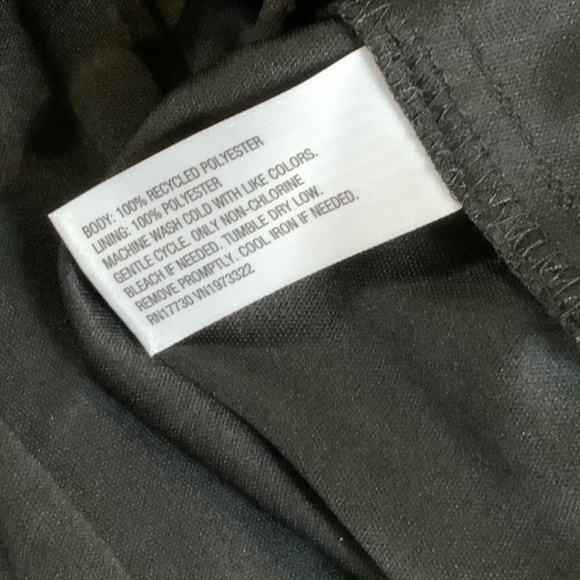 BODY: 100% RECYCLED POLYESTER
LINING: 100% POLYESTER
MACHINE WASH COLD WITH LIKE COLORS.
GENTLE CYCLE. ONLY NON-CHLORINE
BLEACH IF NEEDED. TUMBLE DRY LOW.
REMOVE PROMPTLY. COOL IRON IF NEEDED.
RN17730 VN1973322